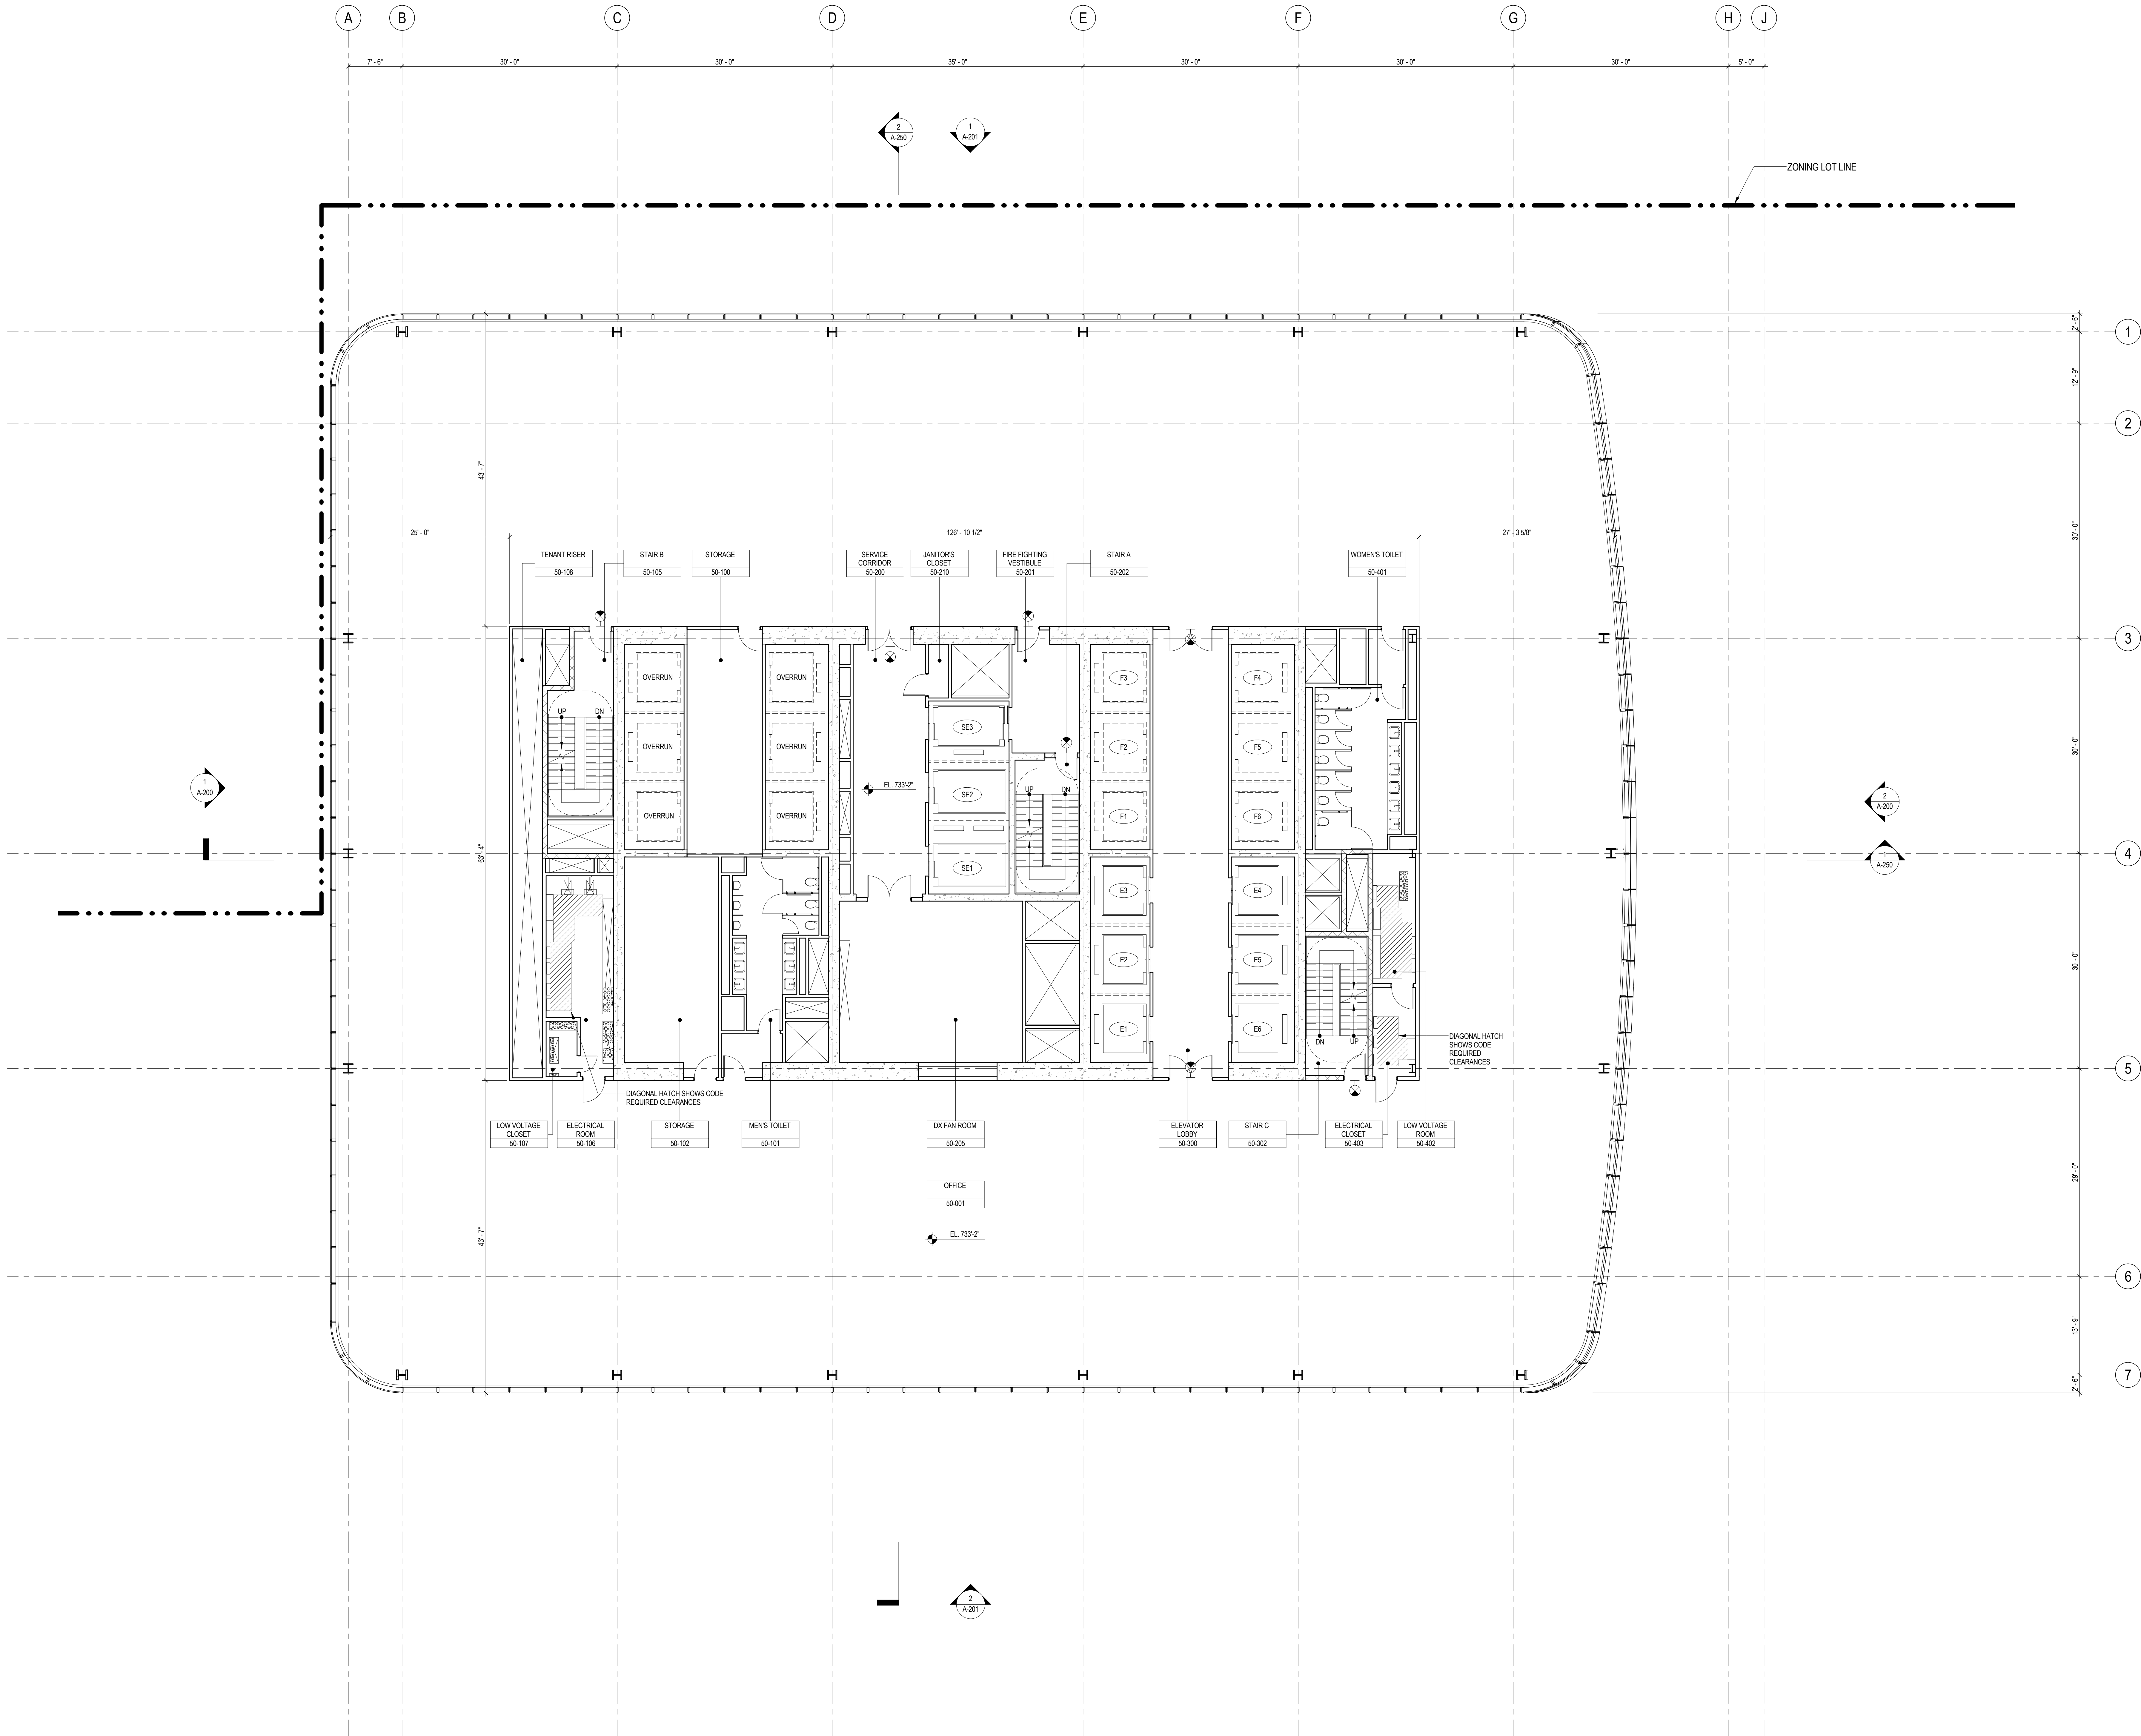 A B C D E F G H J
7' - 6" 30' - 0" 30' - 0" 35' - 0" 30' - 0" 30' - 0" 30' - 0" 5' - 0"
2
A-250
1
A-201
ZONING LOT LINE
2' - 6"
1
12' - 9"
2
43' - 7"
30' - 0"
25' - 0" 126' - 10 1/2" 27' - 3 5/8"
TENANT RISER
50-108
STAIR B
50-105
STORAGE
50-100
SERVICE
CORRIDOR
50-200
JANITOR'S
CLOSET
50-210
FIRE FIGHTING
VESTIBULE
50-201
STAIR A
50-202
WOMEN'S TOILET
50-401
3
OVERRUN OVERRUN F3 F4
UP DN
SE3
OVERRUN OVERRUN F2 F5
30' - 0"
1
A-200
EL. 733'-2"
SE2
UP DN
2
A-200
OVERRUN OVERRUN F1 F6
63' - 4"
4
1
A-250
SE1
E3 E4
E2 E5
30' - 0"
E1 E6
DN UP
DIAGONAL HATCH
SHOWS CODE
REQUIRED
CLEARANCES
5
DIAGONAL HATCH SHOWS CODE
REQUIRED CLEARANCES
LOW VOLTAGE
CLOSET
50-107
ELECTRICAL
ROOM
50-106
STORAGE
50-102
MEN'S TOILET
50-101
DX FAN ROOM
50-205
ELEVATOR
LOBBY
50-300
STAIR C
50-302
ELECTRICAL
CLOSET
50-403
LOW VOLTAGE
ROOM
50-402
29' - 0"
OFFICE
50-001
43' - 7"
EL. 733'-2"
6
13' - 9"
7
2' - 6"
2
A-201